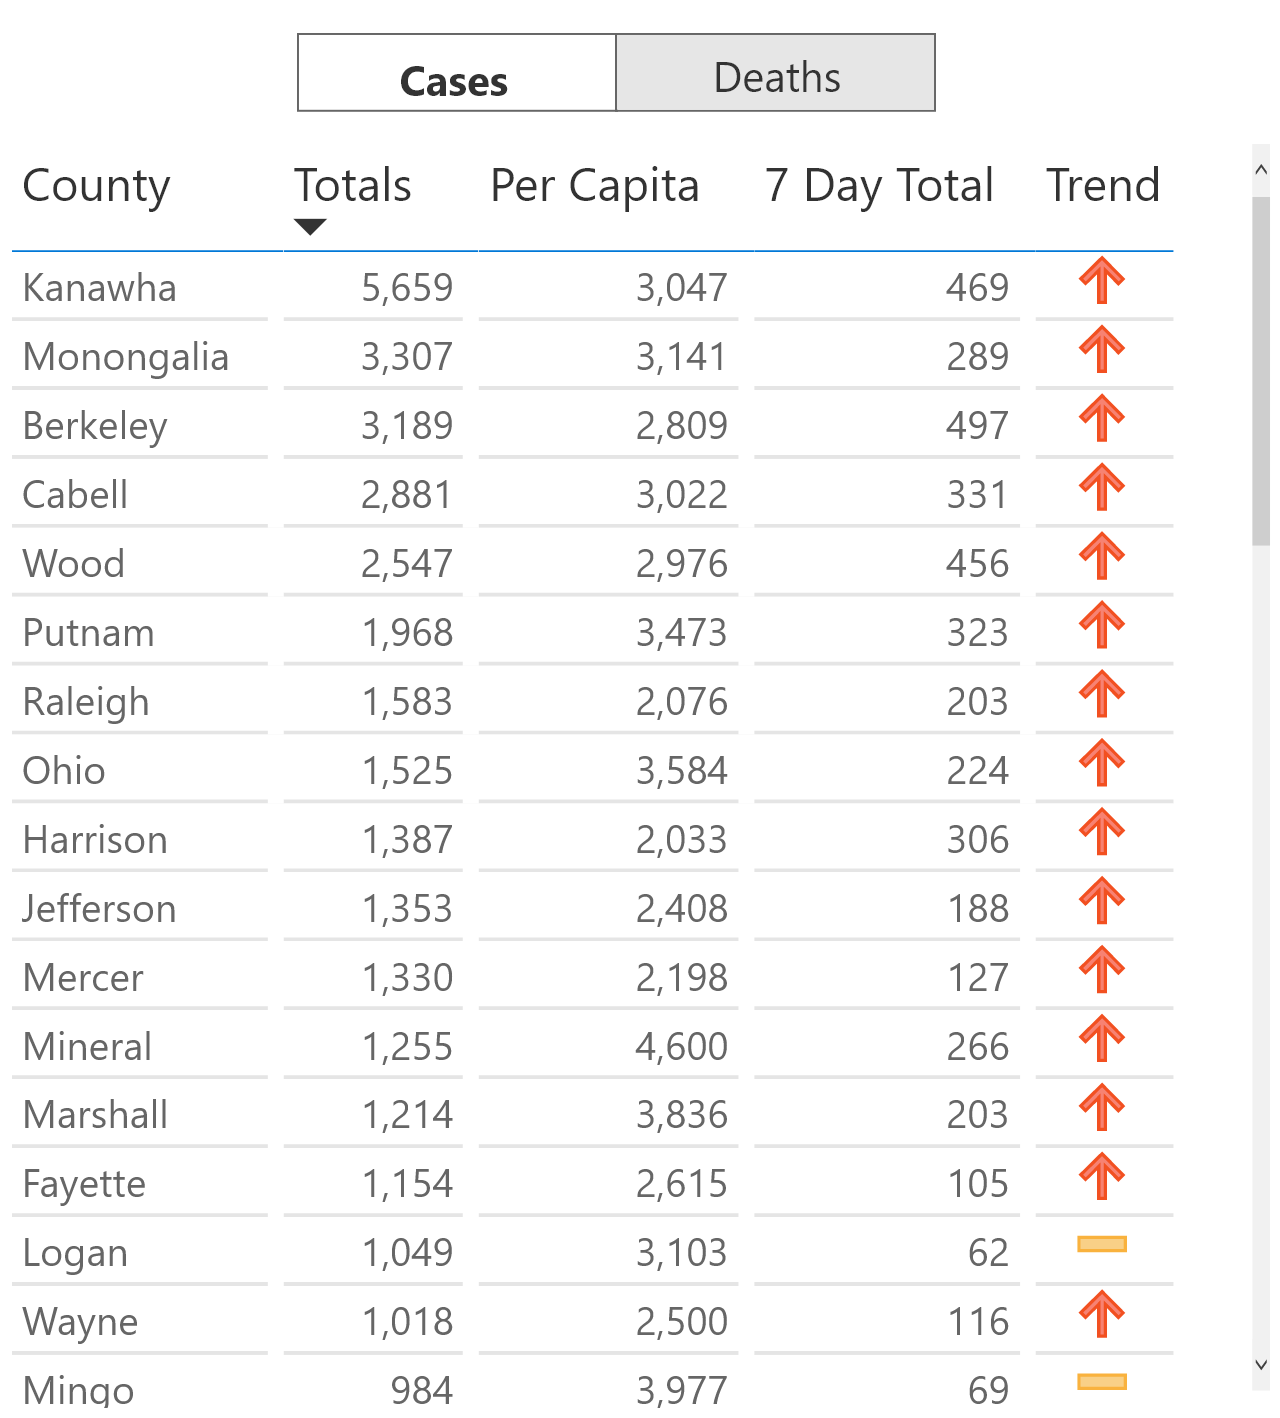 Cases Deaths
County Totals Per Capita 7 Day Total Trend
Kanawha 5,659 3,047 469
Monongalia 3,307 3,141 289
Berkeley 3,189 2,809 497
Cabell 2,881 3,022 331
Wood 2,547 2,976 456
Putnam 1,968 3,473 323
Raleigh 1,583 2,076 203
Ohio 1,525 3,584 224
Harrison 1,387 2,033 306
Jefferson 1,353 2,408 188
Mercer 1,330 2,198 127
Mineral 1,255 4,600 266
Marshall 1,214 3,836 203
Fayette 1,154 2,615 105
Logan 1,049 3,103 62
Wayne 1,018 2,500 116
Mingo 984 3,977 69